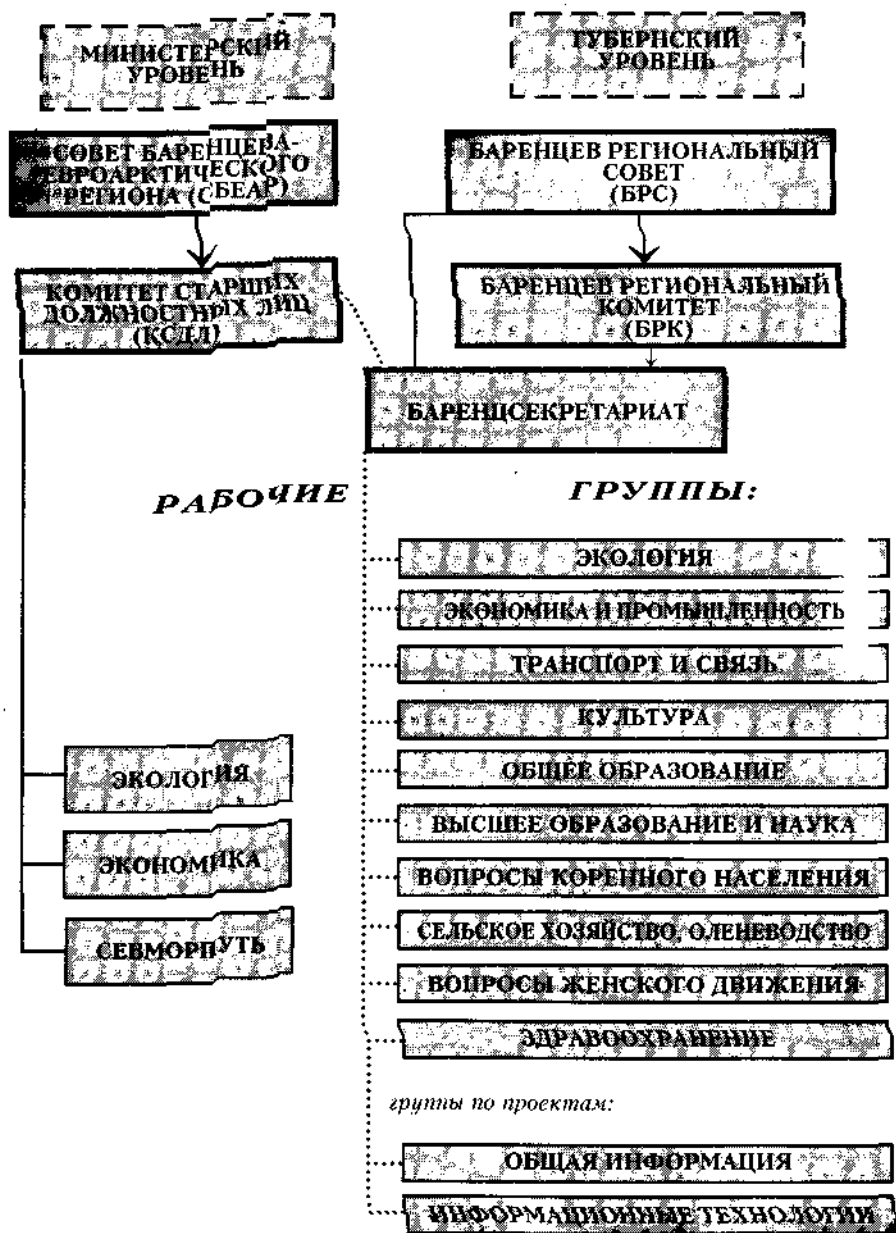 МИНИСТЕРСКИЙ
УРОВЕНЬ
ГУБЕРНСКИЙ
УРОВЕНЬ
СОВЕТ БАРЕНЦЕВА-
ЕВРОАРКТИЧЕСКОГО
РЕГИОНА (СБЕАР)
БАРЕНЦЕВ РЕГИОНАЛЬНЫЙ
СОВЕТ
(БРС)
КОМИТЕТ СТАРШИХ
ДОЛЖНОСТНЫХ ЛИЦ
(КСДЛ)
БАРЕНЦЕВ РЕГИОНАЛЬНЫЙ
КОМИТЕТ
(БРК)
БАРЕНЦСЕКРЕТАРИАТ
РАБОЧИЕ ГРУППЫ:
ЭКОЛОГИЯ
ЭКОНОМИКА
СЕВМОРПУТЬ
ЭКОЛОГИЯ
ЭКОНОМИКА И ПРОМЫШЛЕННОСТЬ
ТРАНСПОРТ И СВЯЗЬ
КУЛЬТУРА
ОБЩЕЕ ОБРАЗОВАНИЕ
ВЫСШЕЕ ОБРАЗОВАНИЕ И НАУКА
ВОПРОСЫ КОРЕННОГО НАСЕЛЕНИЯ
СЕЛЬСКОЕ ХОЗЯЙСТВО, ОЛЕНЕВОДСТВО
ВОПРОСЫ ЖЕНСКОГО ДВИЖЕНИЯ
ЗДРАВООХРАНЕНИЕ
группы по проектам:
ОБЩАЯ ИНФОРМАЦИЯ
ИНФОРМАЦИОННЫЕ ТЕХНОЛОГИИ